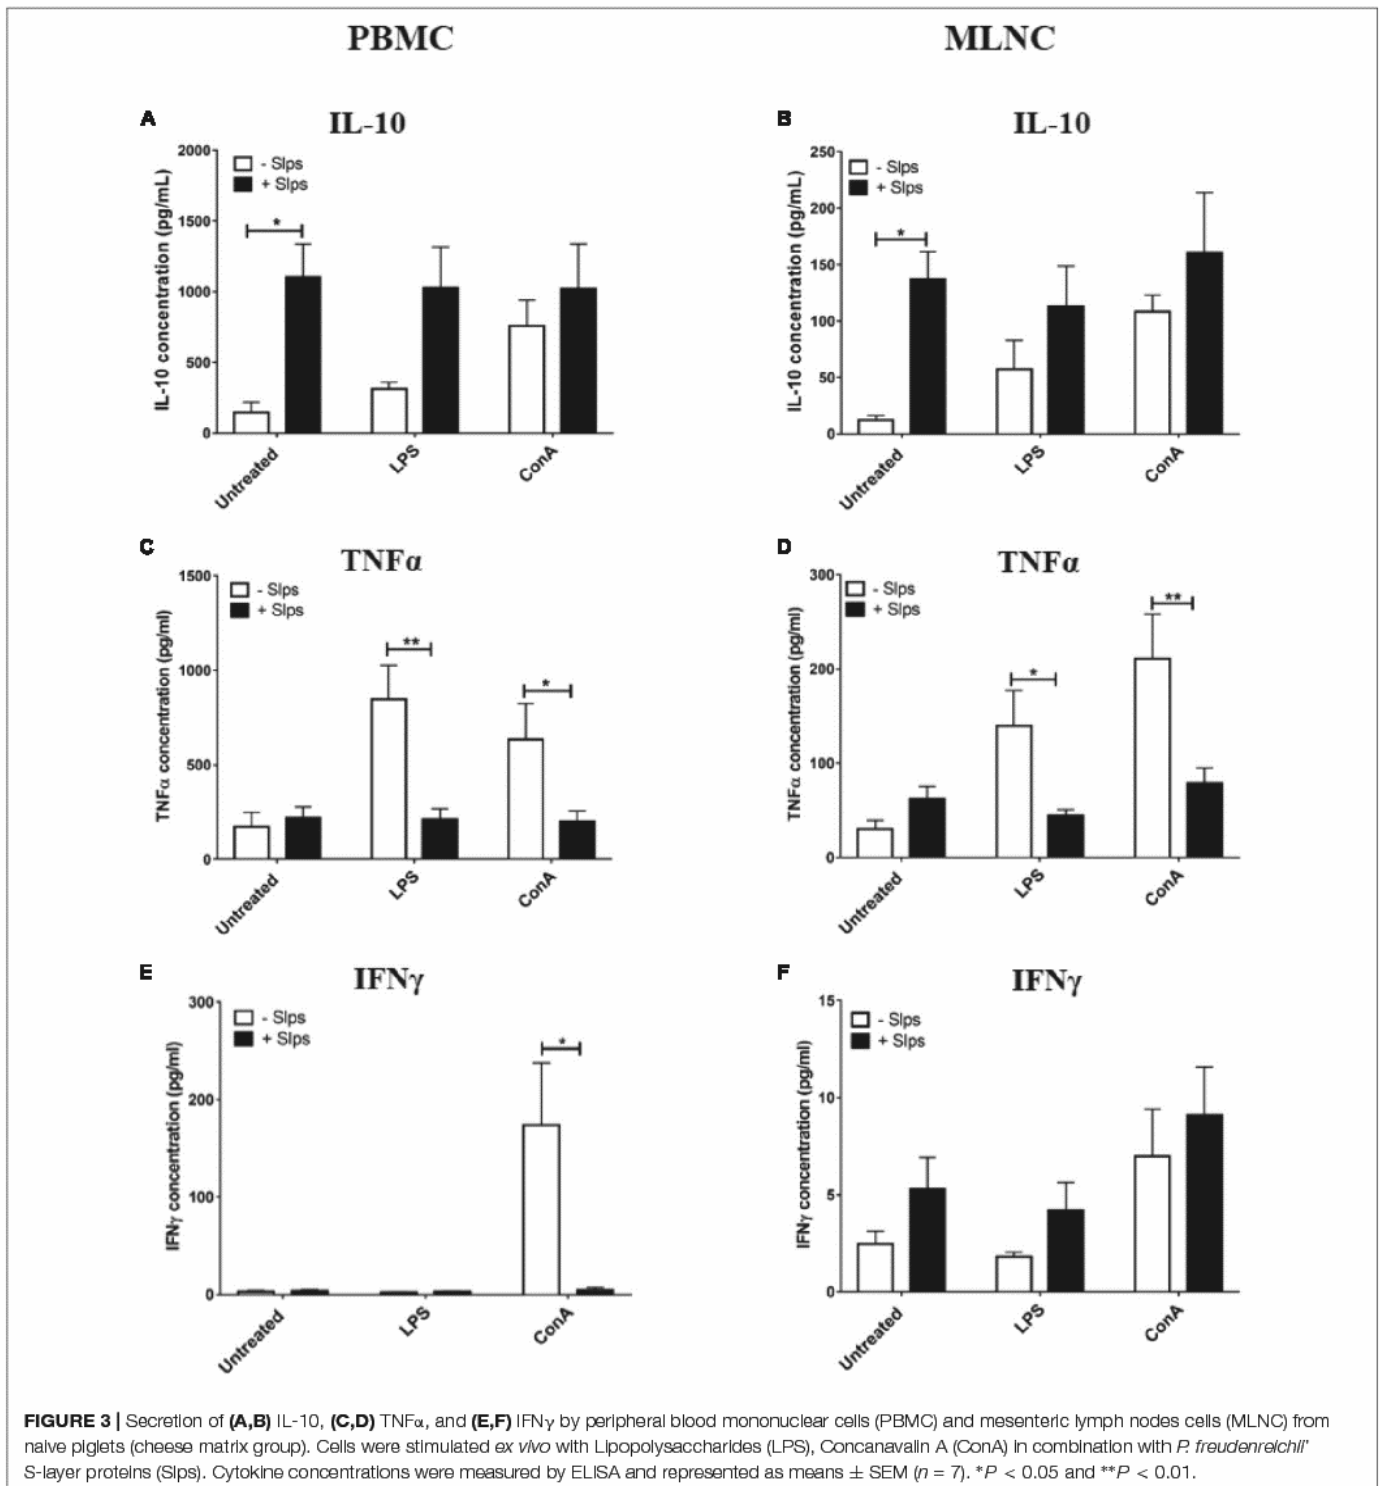 PBMC
MLNC
A
IL-10
2000
1500
1000
500
0
IL-10 concentration (pg/mL)
- Slps
+ Slps
*
Untreated
LPS
ConA
B
IL-10
250
200
150
100
50
0
IL-10 concentration (pg/mL)
- Slps
+ Slps
*
Untreated
LPS
ConA
C
TNFα
1500
1000
500
0
TNFα concentration (pg/ml)
- Slps
+ Slps
**
*
Untreated
LPS
ConA
D
TNFα
300
200
100
0
TNFα concentration (pg/ml)
- Slps
+ Slps
*
**
Untreated
LPS
ConA
E
IFNγ
300
200
100
0
IFNγ concentration (pg/ml)
- Slps
+ Slps
*
Untreated
LPS
ConA
F
IFNγ
15
10
5
0
IFNγ concentration (pg/ml)
- Slps
+ Slps
Untreated
LPS
ConA
FIGURE 3 | Secretion of (A,B) IL-10, (C,D) TNFα, and (E,F) IFNγ by peripheral blood mononuclear cells (PBMC) and mesenteric lymph nodes cells (MLNC) from
naive piglets (cheese matrix group). Cells were stimulated ex vivo with Lipopolysaccharides (LPS), Concanavalin A (ConA) in combination with P. freudenreichii'
S-layer proteins (Slps). Cytokine concentrations were measured by ELISA and represented as means ± SEM (n = 7). *P < 0.05 and **P < 0.01.